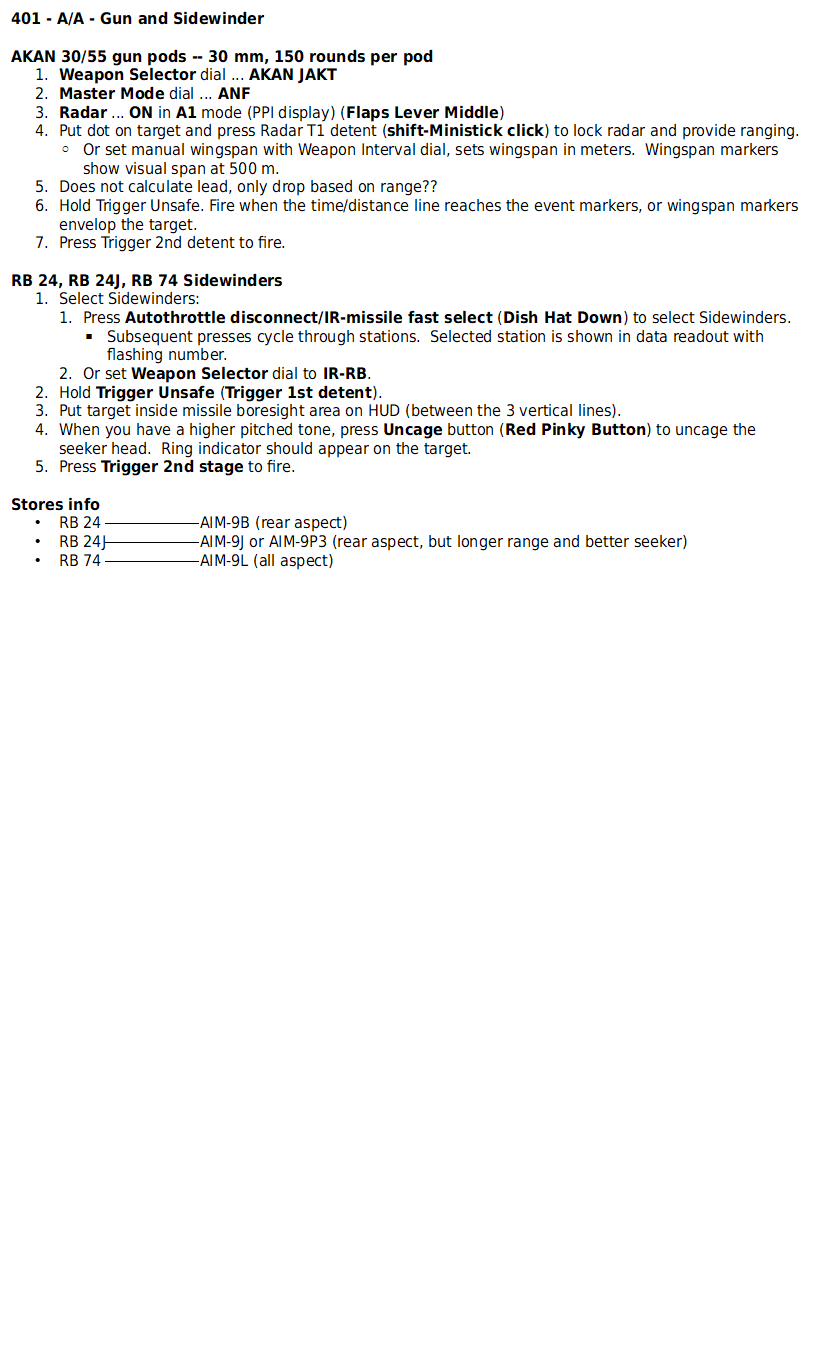 401 - A/A - Gun and Sidewinder
AKAN 30/55 gun pods -- 30 mm, 150 rounds per pod
1. Weapon Selector dial ... AKAN JAKT
2. Master Mode dial ... ANF
3. Radar ... ON in A1 mode (PPI display) (Flaps Lever Middle)
4. Put dot on target and press Radar T1 detent (shift-Ministick click) to lock radar and provide ranging.
○ Or set manual wingspan with Weapon Interval dial, sets wingspan in meters.  Wingspan markers
show visual span at 500 m.
5. Does not calculate lead, only drop based on range??
6. Hold Trigger Unsafe. Fire when the time/distance line reaches the event markers, or wingspan markers
envelop the target.
7. Press Trigger 2nd detent to fire.
RB 24, RB 24J, RB 74 Sidewinders
1. Select Sidewinders:
1. Press Autothrottle disconnect/IR-missile fast select (Dish Hat Down) to select Sidewinders.
▪ Subsequent presses cycle through stations.  Selected station is shown in data readout with
flashing number.
2. Or set Weapon Selector dial to IR-RB.
2. Hold Trigger Unsafe (Trigger 1st detent).
3. Put target inside missile boresight area on HUD (between the 3 vertical lines).
4. When you have a higher pitched tone, press Uncage button (Red Pinky Button) to uncage the
seeker head.  Ring indicator should appear on the target.
5. Press Trigger 2nd stage to fire.
Stores info
• RB 24 —————AIM-9B (rear aspect)
• RB 24J—————AIM-9J or AIM-9P3 (rear aspect, but longer range and better seeker)
• RB 74 —————AIM-9L (all aspect)